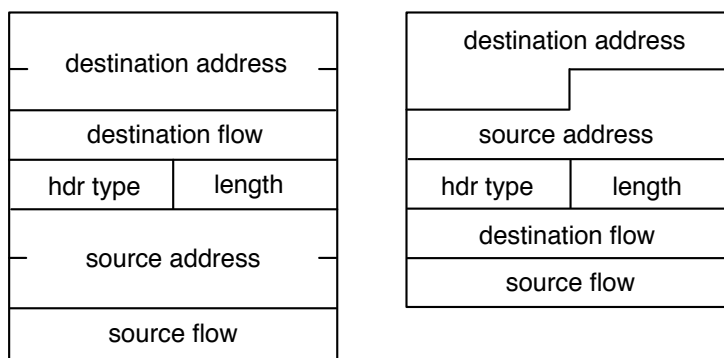 destination address
destination flow
hdr type
length
source address
source flow
destination address
source address
hdr type
length
destination flow
source flow